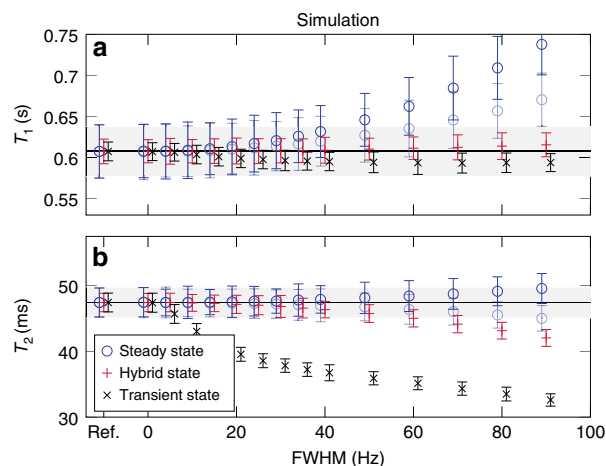 Simulation
a
0.75
0.7
0.65
0.6
0.55
T1 (s)
b
50
40
30
T2 (ms)
Steady state
Hybrid state
Transient state
Ref. 0 20 40 60 80 100
FWHM (Hz)